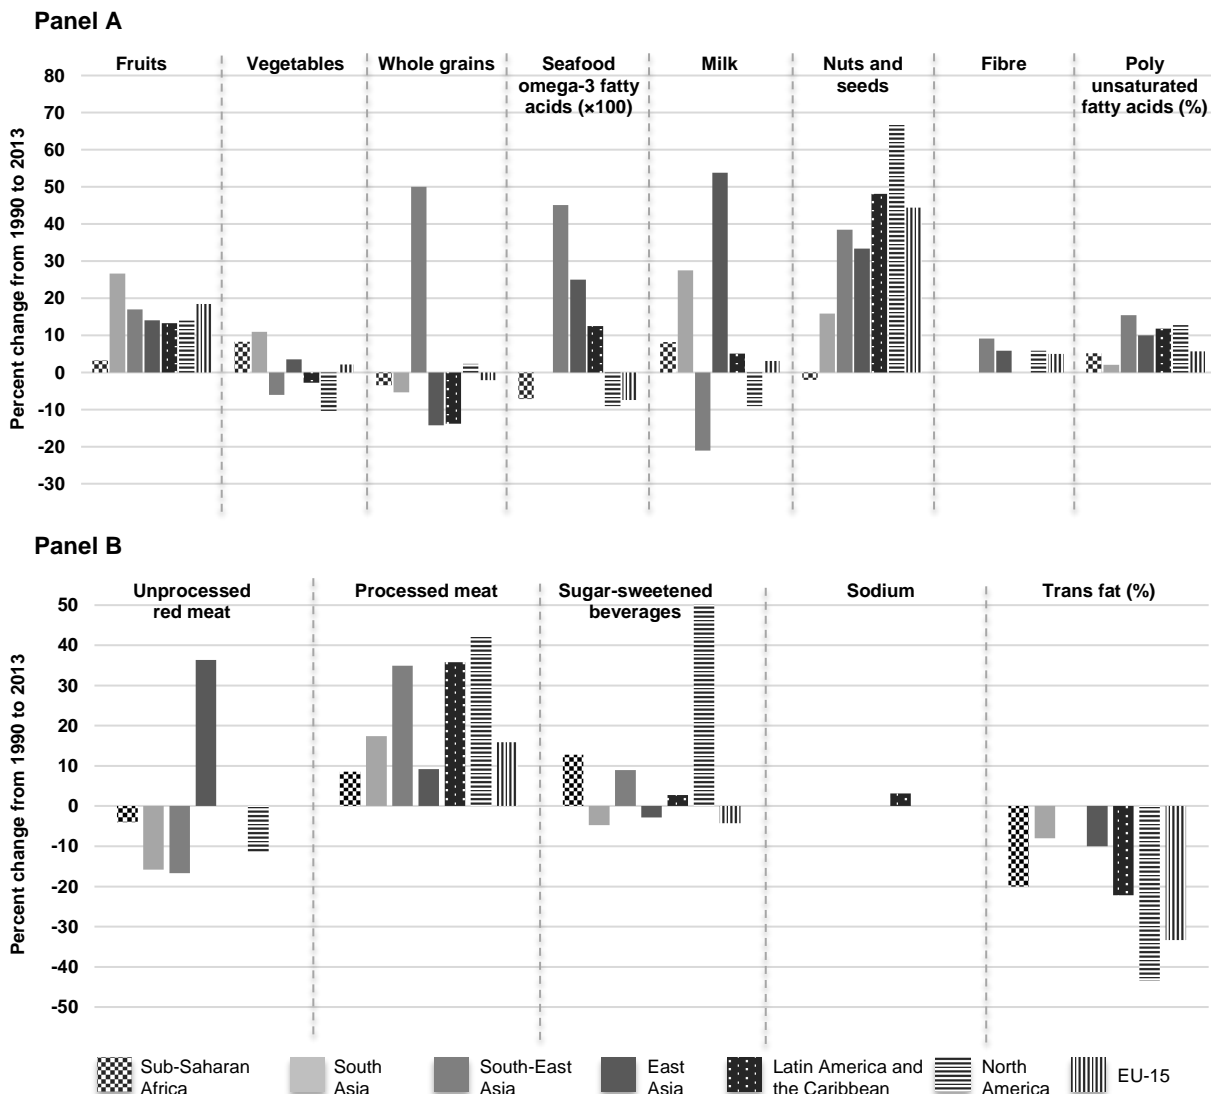 Panel A
Fruits
Vegetables
Whole grains
Seafood
omega-3 fatty
acids (×100)
Milk
Nuts and
seeds
Fibre
Poly
unsaturated
fatty acids (%)
Percent change from 1990 to 2013
80
70
60
50
40
30
20
10
0
-10
-20
-30
Panel B
Unprocessed
red meat
Processed meat
Sugar-sweetened
beverages
Sodium
Trans fat (%)
Percent change from 1990 to 2013
50
40
30
20
10
0
-10
-20
-30
-40
-50
Sub-Saharan
Africa
South
Asia
South-East
Asia
East
Asia
Latin America and
the Caribbean
North
America
EU-15